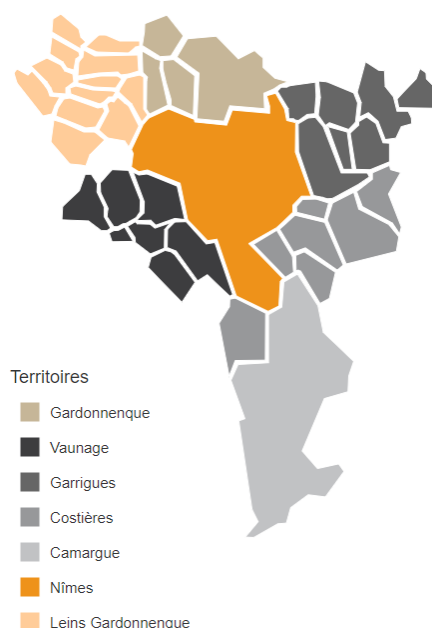 Territoires
Gardonnenque
Vaunage
Garrigues
Costières
Camargue
Nîmes
Leins Gardonnenque